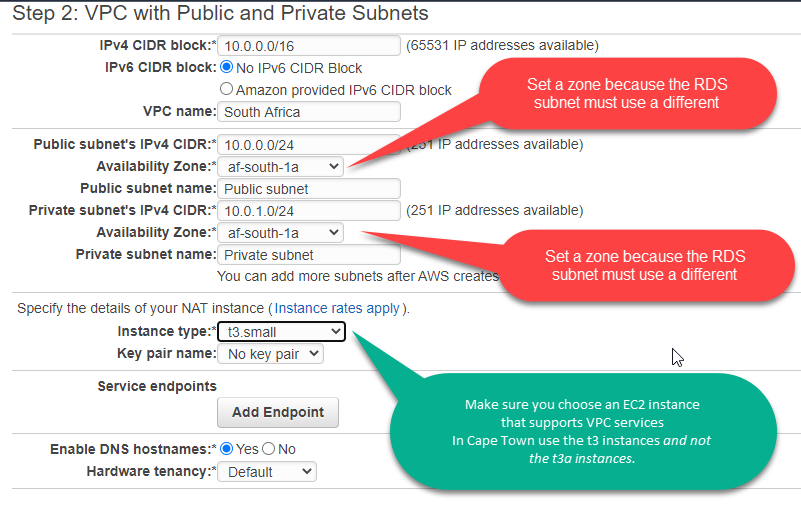 Step 2: VPC with Public and Private Subnets
IPv4 CIDR block:* 10.0.0.0/16 (65531 IP addresses available)
IPv6 CIDR block: No IPv6 CIDR Block
Amazon provided IPv6 CIDR block
VPC name: South Africa
Set a zone because the RDS
subnet must use a different
Public subnet's IPv4 CIDR:* 10.0.0.0/24 (251 IP addresses available)
Availability Zone:* af-south-1a
Public subnet name: Public subnet
Private subnet's IPv4 CIDR:* 10.0.1.0/24 (251 IP addresses available)
Availability Zone:* af-south-1a
Private subnet name: Private subnet
Set a zone because the RDS
subnet must use a different
You can add more subnets after AWS creates
Specify the details of your NAT instance (Instance rates apply).
Instance type:* t3.small
Key pair name: No key pair
Service endpoints
Add Endpoint
Make sure you choose an EC2 instance
that supports VPC services
In Cape Town use the t3 instances and not
the t3a instances.
Enable DNS hostnames:* Yes No
Hardware tenancy:* Default